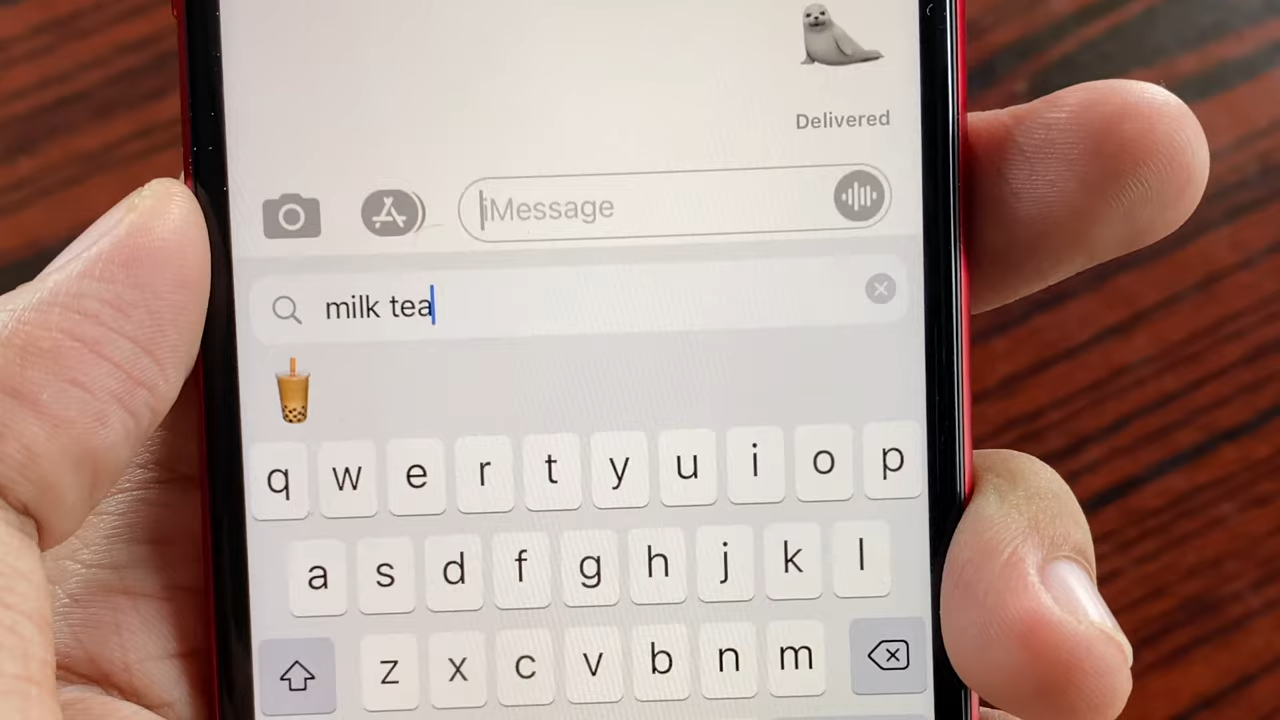 Delivered
iMessage
milk tea
q w e r t y u i o p
a s d f g h j k l
z x c v b n m